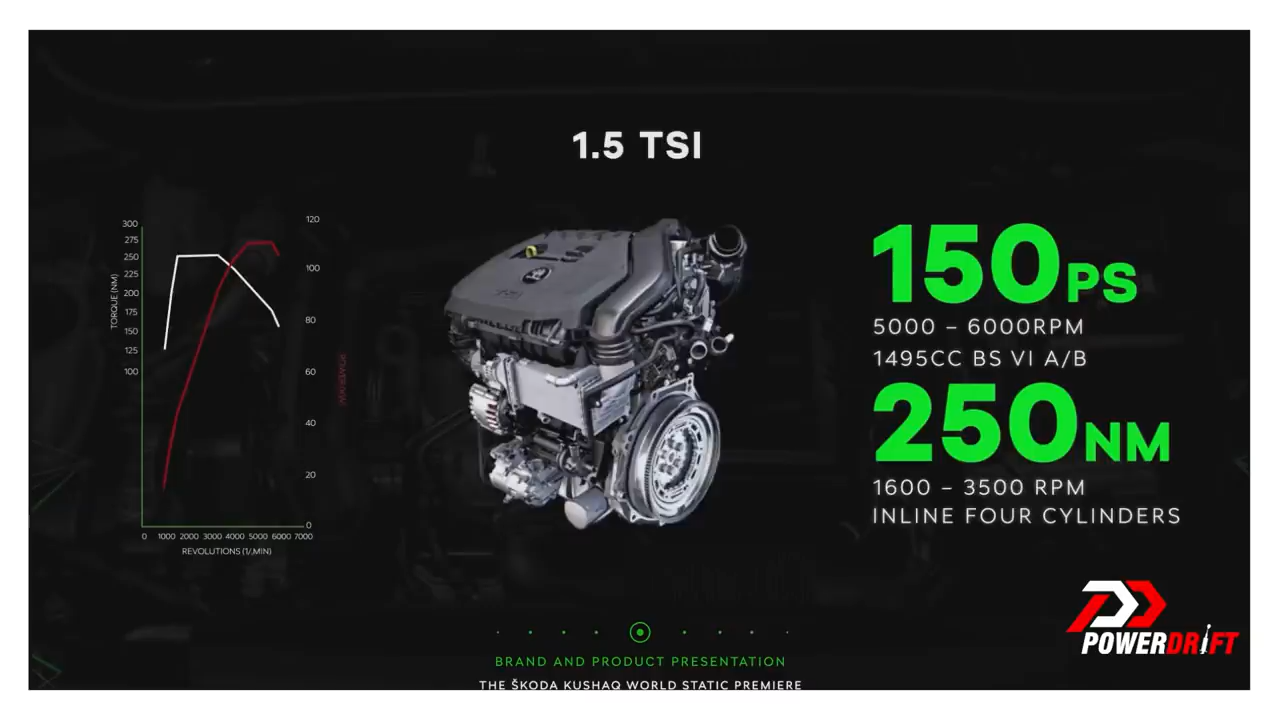 1.5 TSI
300
275
250
225
200
175
150
125
100
TORQUE (NM)
120
100
80
60
40
20
0
0 1000 2000 3000 4000 5000 6000 7000
REVOLUTIONS (1/,MIN)
150PS
5000 – 6000RPM
1495CC BS VI A/B
250NM
1600 – 3500 RPM
INLINE FOUR CYLINDERS
POWERDRiFT
BRAND AND PRODUCT PRESENTATION
THE ŠKODA KUSHAQ WORLD STATIC PREMIERE